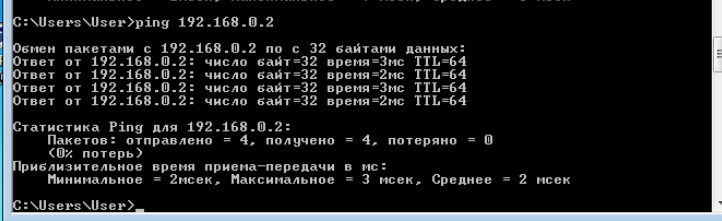 C:\Users\User>ping 192.168.0.2
Обмен пакетами с 192.168.0.2 по с 32 байтами данных:
Ответ от 192.168.0.2: число байт=32 время=3мс TTL=64
Ответ от 192.168.0.2: число байт=32 время=2мс TTL=64
Ответ от 192.168.0.2: число байт=32 время=2мс TTL=64
Ответ от 192.168.0.2: число байт=32 время=2мс TTL=64
Статистика Ping для 192.168.0.2:
Пакетов: отправлено = 4, получено = 4, потеряно = 0
(0% потерь)
Приблизительное время приема-передачи в мс:
Минимальное = 2мсек, Максимальное = 3 мсек, Среднее = 2 мсек
C:\Users\User>_